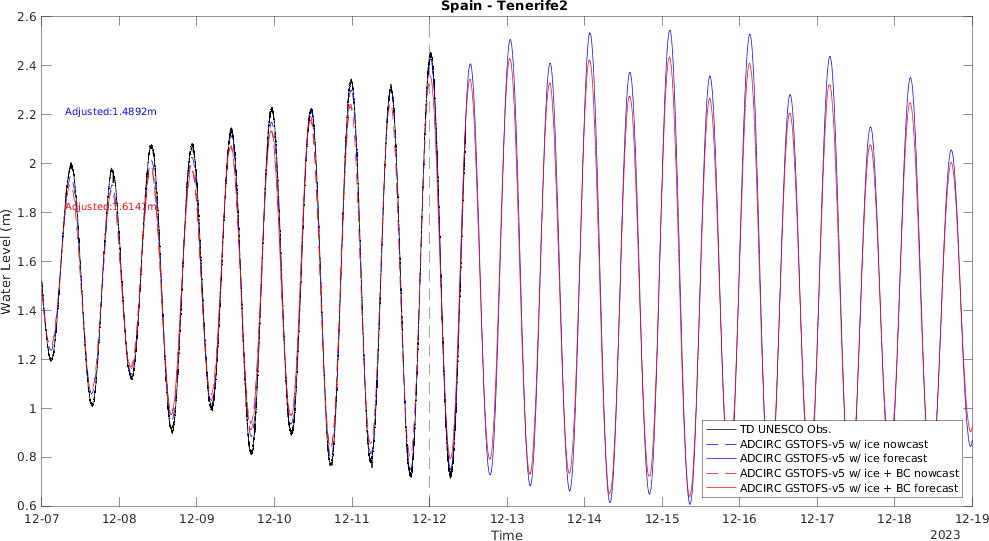 Spain - Tenerife2
2.6
2.4
2.2
2
1.8
1.6
1.4
1.2
1
0.8
0.6
Water Level (m)
Adjusted:1.4892m
Adjusted:1.6147m
TD UNESCO Obs.
ADCIRC GSTOFS-v5 w/ ice nowcast
ADCIRC GSTOFS-v5 w/ ice forecast
ADCIRC GSTOFS-v5 w/ ice + BC nowcast
ADCIRC GSTOFS-v5 w/ ice + BC forecast
12-07 12-08 12-09 12-10 12-11 12-12 12-13 12-14 12-15 12-16 12-17 12-18 12-19
Time
2023